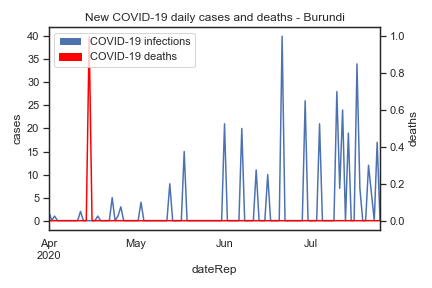 New COVID-19 daily cases and deaths - Burundi
COVID-19 infections
COVID-19 deaths
40
35
30
25
20
15
10
5
0
cases
1.0
0.8
0.6
0.4
0.2
0.0
deaths
Apr
2020
May
Jun
Jul
dateRep